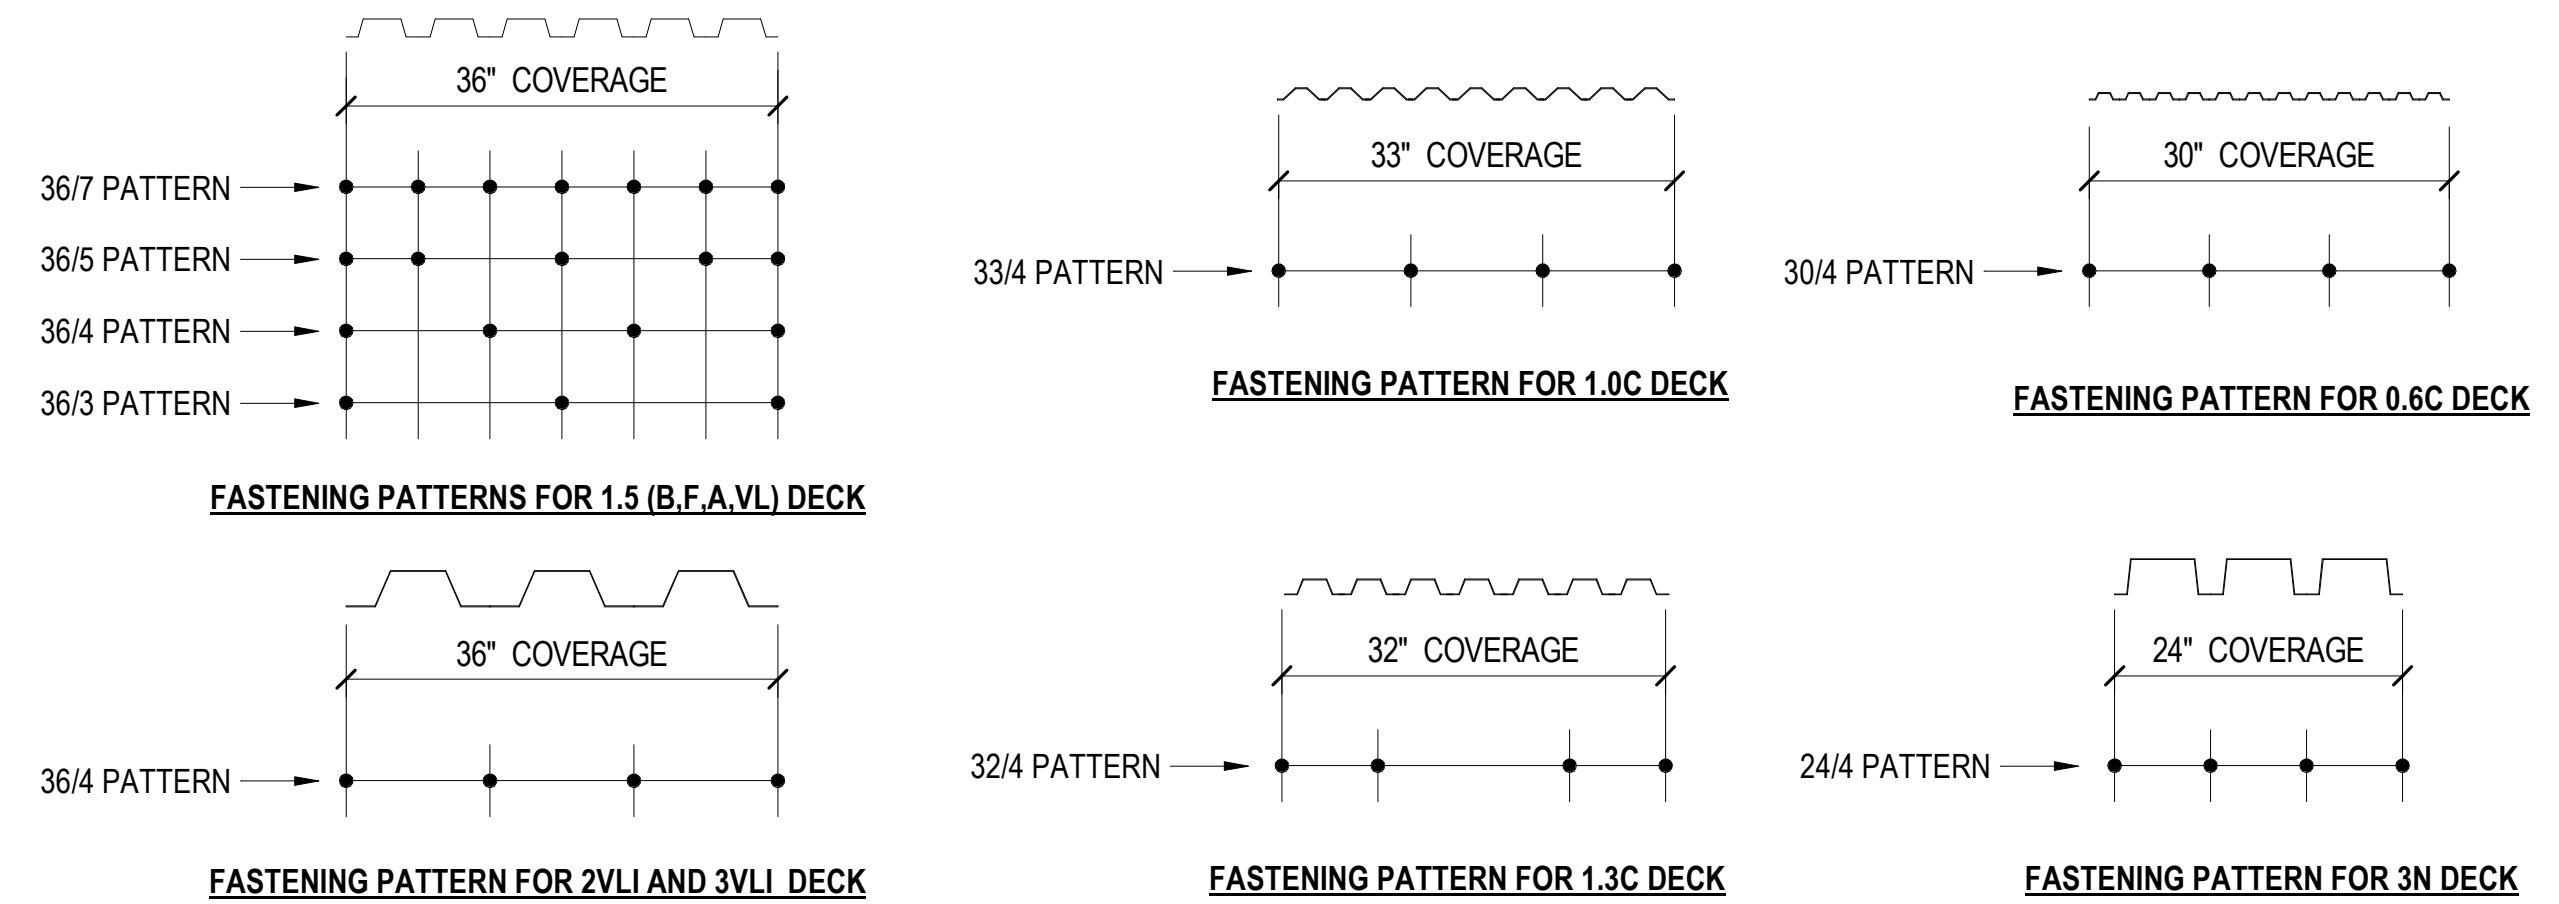 36" COVERAGE
36/7 PATTERN
36/5 PATTERN
36/4 PATTERN
36/3 PATTERN
FASTENING PATTERNS FOR 1.5 (B,F,A,VL) DECK
33" COVERAGE
33/4 PATTERN
FASTENING PATTERN FOR 1.0C DECK
30" COVERAGE
30/4 PATTERN
FASTENING PATTERN FOR 0.6C DECK
36" COVERAGE
36/4 PATTERN
FASTENING PATTERN FOR 2VLI AND 3VLI DECK
32" COVERAGE
32/4 PATTERN
FASTENING PATTERN FOR 1.3C DECK
24" COVERAGE
24/4 PATTERN
FASTENING PATTERN FOR 3N DECK